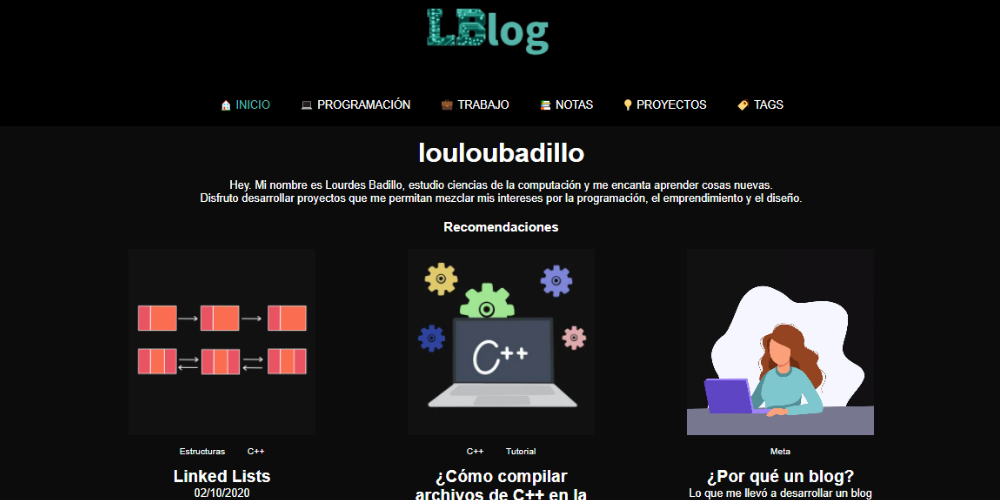 LBlog
INICIO PROGRAMACIÓN TRABAJO NOTAS PROYECTOS TAGS
louloubadillo
Hey. Mi nombre es Lourdes Badillo, estudio ciencias de la computación y me encanta aprender cosas nuevas.
Disfruto desarrollar proyectos que me permitan mezclar mis intereses por la programación, el emprendimiento y el diseño.
Recomendaciones
C++
Estructuras C++
Linked Lists
02/10/2020
C++ Tutorial
¿Cómo compilar
archivos de C++ en la
Meta
¿Por qué un blog?
Lo que me llevó a desarrollar un blog